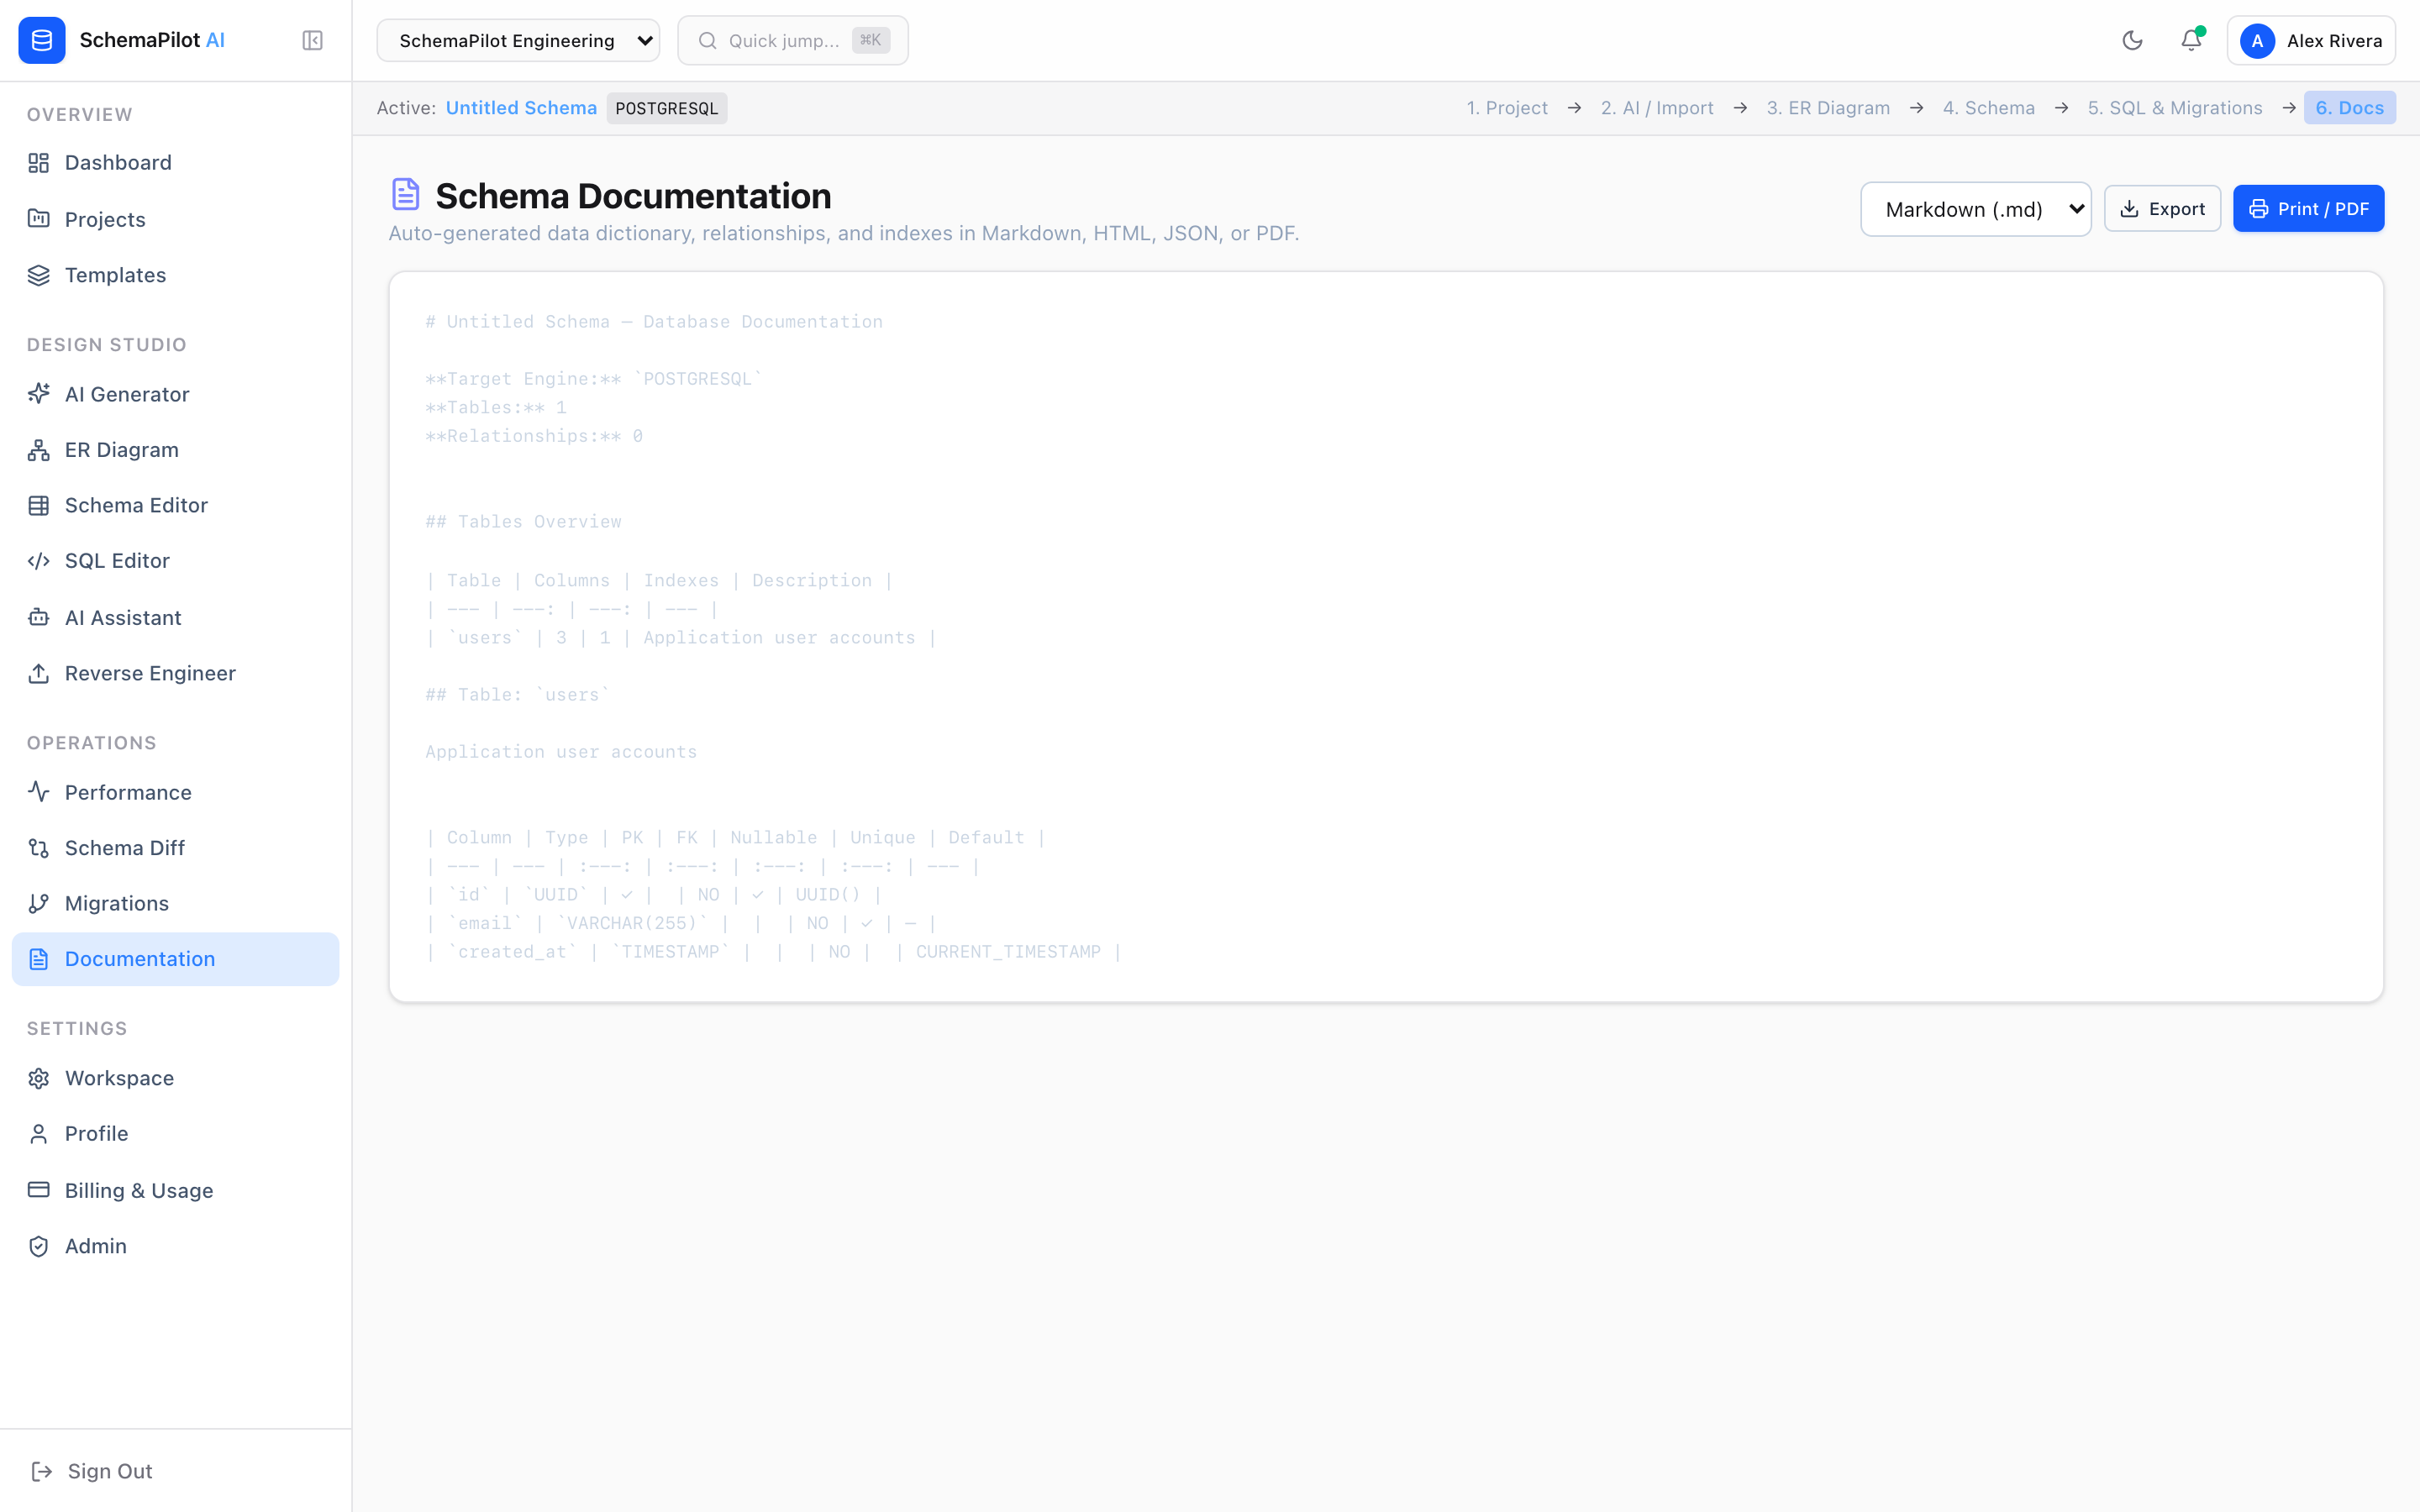 SchemaPilot AI
SchemaPilot Engineering
Quick jump...
⌘K
A
Alex Rivera
OVERVIEW
Dashboard
Projects
Templates
DESIGN STUDIO
AI Generator
ER Diagram
Schema Editor
SQL Editor
AI Assistant
Reverse Engineer
OPERATIONS
Performance
Schema Diff
Migrations
Documentation
SETTINGS
Workspace
Profile
Billing & Usage
Admin
Sign Out
Active: Untitled Schema POSTGRESQL
1. Project → 2. AI / Import → 3. ER Diagram → 4. Schema → 5. SQL & Migrations → 6. Docs
Schema Documentation
Auto-generated data dictionary, relationships, and indexes in Markdown, HTML, JSON, or PDF.
Markdown (.md)
Export
Print / PDF
# Untitled Schema — Database Documentation
**Target Engine:** `POSTGRESQL`
**Tables:** 1
**Relationships:** 0
## Tables Overview
| Table | Columns | Indexes | Description |
| --- | ---: | ---: | --- |
| `users` | 3 | 1 | Application user accounts |
## Table: `users`
Application user accounts
| Column | Type | PK | FK | Nullable | Unique | Default |
| --- | --- | :---: | :---: | :---: | :---: | --- |
| `id` | `UUID` | ✓ |  | NO | ✓ | UUID() |
| `email` | `VARCHAR(255)` |  |  | NO | ✓ | — |
| `created_at` | `TIMESTAMP` |  |  | NO |  | CURRENT_TIMESTAMP |